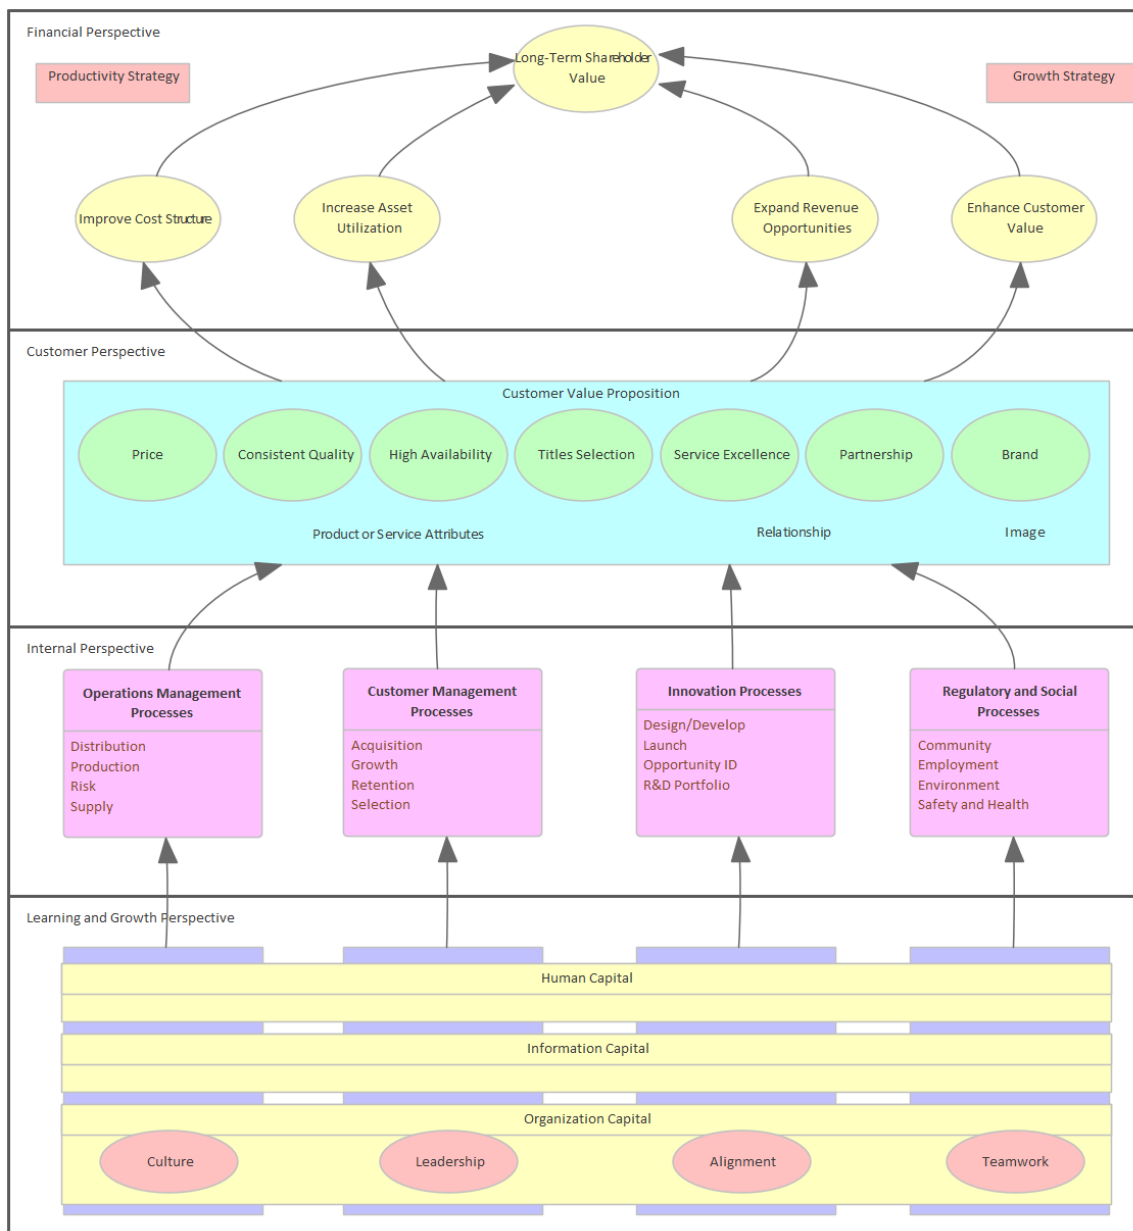 Financial Perspective
Productivity Strategy
Long-Term Shareholder
Value
Growth Strategy
Improve Cost Structure
Increase Asset
Utilization
Expand Revenue
Opportunities
Enhance Customer
Value
Customer Perspective
Customer Value Proposition
Price
Consistent Quality
High Availability
Titles Selection
Service Excellence
Partnership
Brand
Product or Service Attributes
Relationship
Image
Internal Perspective
Operations Management
Processes
Distribution
Production
Risk
Supply
Customer Management
Processes
Acquisition
Growth
Retention
Selection
Innovation Processes
Design/Develop
Launch
Opportunity ID
R&D Portfolio
Regulatory and Social
Processes
Community
Employment
Environment
Safety and Health
Learning and Growth Perspective
Human Capital
Information Capital
Organization Capital
Culture
Leadership
Alignment
Teamwork